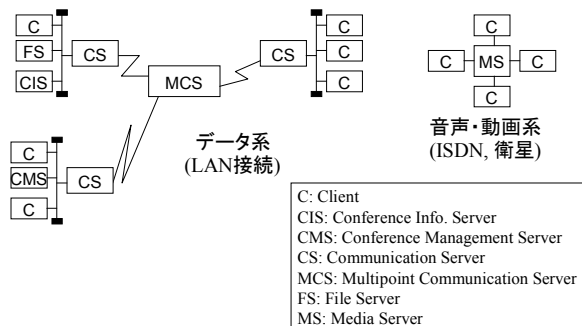 C
FS
CIS
CS
MCS
CS
C
C
C
C
C
MS
C
C
C
CMS
C
CS
データ系
(LAN接続)
音声・動画系
(ISDN, 衛星)
C: Client
CIS: Conference Info. Server
CMS: Conference Management Server
CS: Communication Server
MCS: Multipoint Communication Server
FS: File Server
MS: Media Server